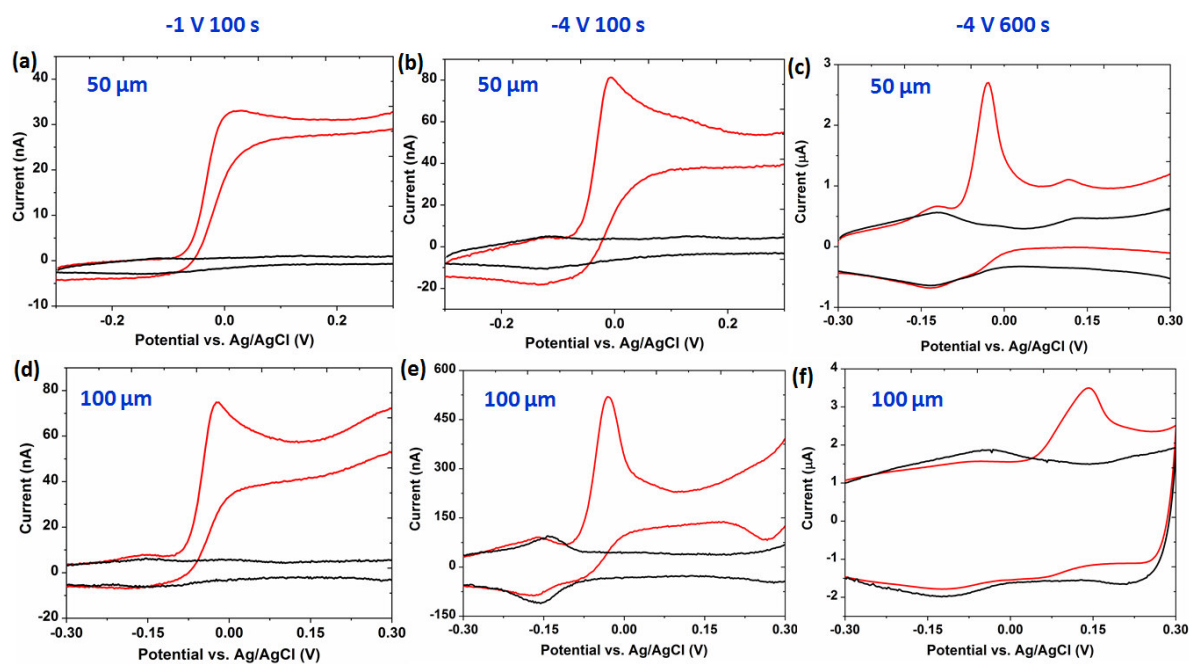 -1 V 100 s
-4 V 100 s
-4 V 600 s
(a)
50 µm
40
30
20
10
0
-10
-0.2
0.0
0.2
Current (nA)
Potential vs. Ag/AgCl (V)
(b)
50 µm
80
60
40
20
0
-20
-0.2
0.0
0.2
Current (nA)
Potential vs. Ag/AgCl (V)
(c)
50 µm
3
2
1
0
-1
-0.30
-0.15
0.00
0.15
0.30
Current (µA)
Potential vs. Ag/AgCl (V)
(d)
100 µm
80
60
40
20
0
-20
-0.30
-0.15
0.00
0.15
0.30
Current (nA)
Potential vs. Ag/AgCl (V)
(e)
100 µm
600
450
300
150
0
-150
-0.30
-0.15
0.00
0.15
0.30
Current (nA)
Potential vs. Ag/AgCl (V)
(f)
100 µm
4
3
2
1
0
-1
-2
-0.30
-0.15
0.00
0.15
0.30
Current (µA)
Potential vs. Ag/AgCl (V)